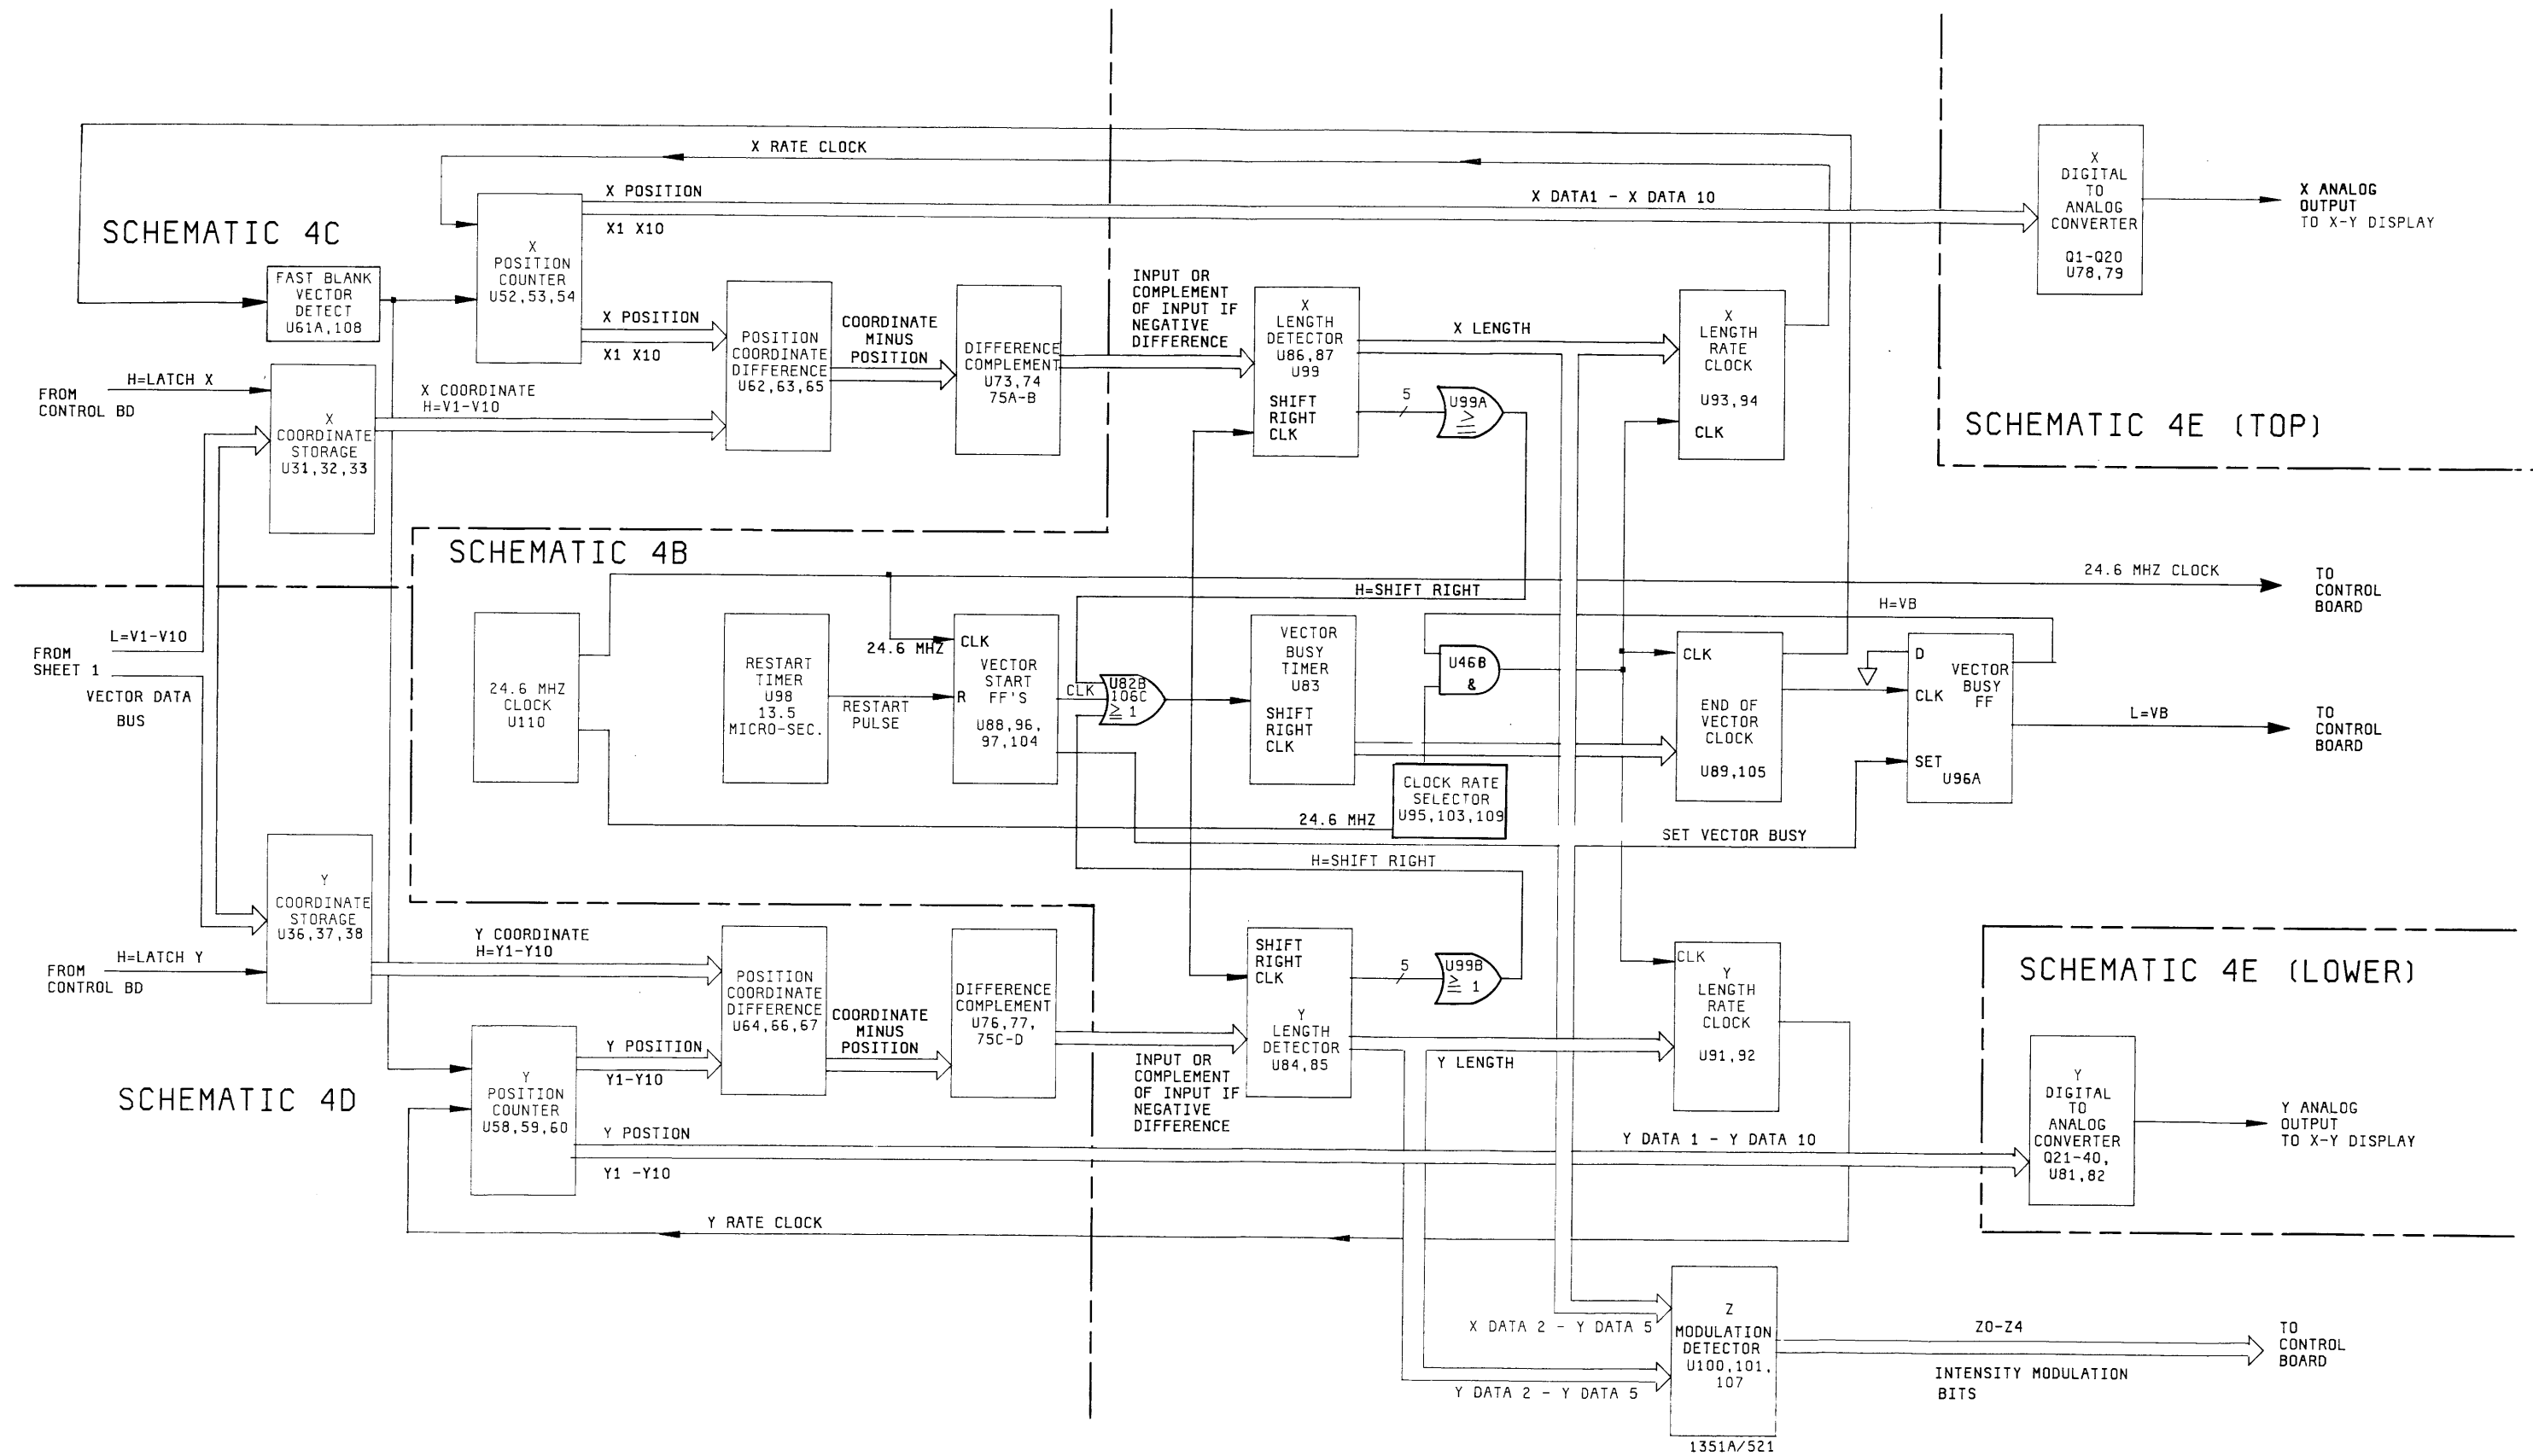 SCHEMATIC 4C
X RATE CLOCK
X POSITION
X1 X10
X DATA1 - X DATA 10
X
POSITION
COUNTER
U52,53,54
FAST BLANK
VECTOR
DETECT
U61A,108
X POSITION
X1 X10
FROM
CONTROL BD
H=LATCH X
X
COORDINATE
STORAGE
U31,32,33
X COORDINATE
H=V1-V10
POSITION
COORDINATE
DIFFERENCE
U62,63,65
COORDINATE
MINUS
POSITION
DIFFERENCE
COMPLEMENT
U73,74
75A-B
INPUT OR
COMPLEMENT
OF INPUT IF
NEGATIVE
DIFFERENCE
X
LENGTH
DETECTOR
U86,87
U99
SHIFT
RIGHT
CLK
X LENGTH
5
U99A
≥
X
LENGTH
RATE
CLOCK
U93,94
CLK
X
DIGITAL
TO
ANALOG
CONVERTER
Q1-Q20
U78,79
X ANALOG
OUTPUT
TO X-Y DISPLAY
SCHEMATIC 4E (TOP)
SCHEMATIC 4B
24.6 MHZ CLOCK
TO
CONTROL
BOARD
H=SHIFT RIGHT
H=VB
L=V1-V10
FROM
SHEET 1
VECTOR DATA
BUS
24.6 MHZ
CLOCK
U110
RESTART
TIMER
U98
13.5
MICRO-SEC.
RESTART
PULSE
24.6 MHZ
CLK
VECTOR
START
FF'S
R
U88,96,
97,104
CLK
U82B
106C
≥ 1
VECTOR
BUSY
TIMER
U83
SHIFT
RIGHT
CLK
U46B
&
CLOCK RATE
SELECTOR
U95,103,109
24.6 MHZ
CLK
END OF
VECTOR
CLOCK
U89,105
D
VECTOR
BUSY
FF
CLK
SET
U96A
L=VB
TO
CONTROL
BOARD
SET VECTOR BUSY
H=SHIFT RIGHT
Y
COORDINATE
STORAGE
U36,37,38
FROM
CONTROL BD
H=LATCH Y
Y COORDINATE
H=Y1-Y10
POSITION
COORDINATE
DIFFERENCE
U64,66,67
COORDINATE
MINUS
POSITION
DIFFERENCE
COMPLEMENT
U76,77,
75C-D
INPUT OR
COMPLEMENT
OF INPUT IF
NEGATIVE
DIFFERENCE
SHIFT
RIGHT
CLK
Y
LENGTH
DETECTOR
U84,85
5
U99B
≥ 1
Y LENGTH
CLK
Y
LENGTH
RATE
CLOCK
U91,92
SCHEMATIC 4E (LOWER)
SCHEMATIC 4D
Y
POSITION
COUNTER
U58,59,60
Y POSITION
Y1-Y10
Y POSTION
Y1 -Y10
Y DATA 1 - Y DATA 10
Y
DIGITAL
TO
ANALOG
CONVERTER
Q21-40,
U81,82
Y ANALOG
OUTPUT
TO X-Y DISPLAY
Y RATE CLOCK
X DATA 2 - Y DATA 5
Y DATA 2 - Y DATA 5
Z
MODULATION
DETECTOR
U100,101,
107
Z0-Z4
INTENSITY MODULATION
BITS
TO
CONTROL
BOARD
1351A/521